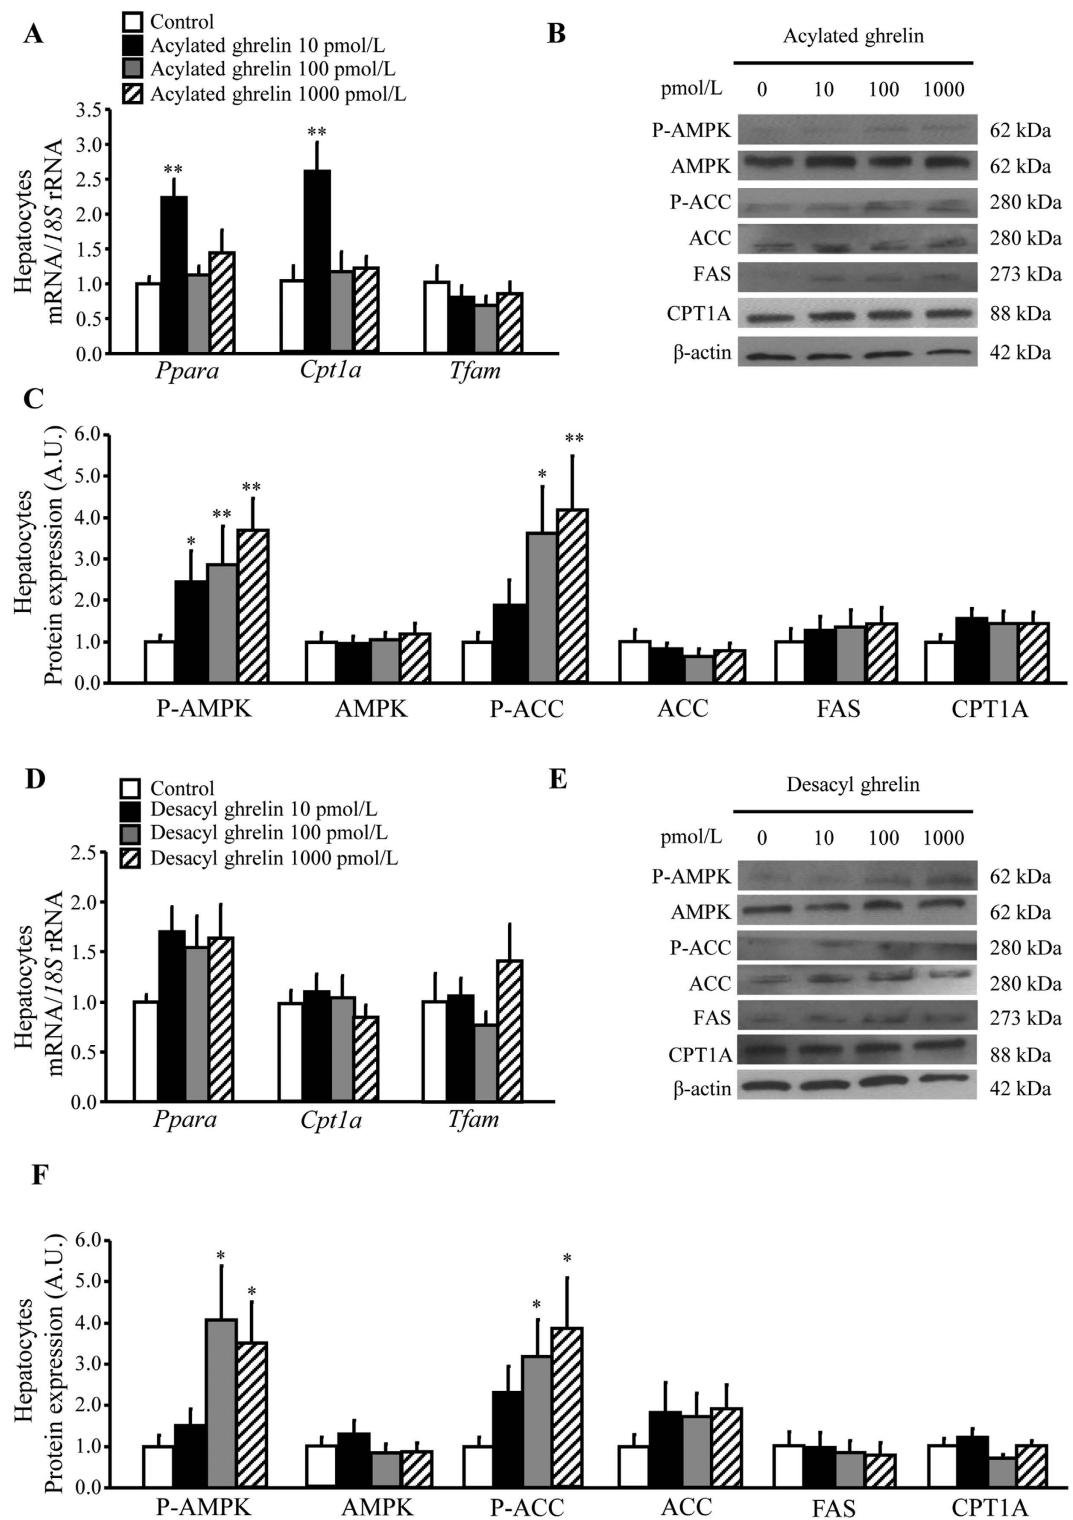 A
Control
Acylated ghrelin 10 pmol/L
Acylated ghrelin 100 pmol/L
Acylated ghrelin 1000 pmol/L
Hepatocytes
mRNA/18S rRNA
3.5
3.0
2.5
2.0
1.5
1.0
0.5
0.0
**
**
Ppara
Cpt1a
Tfam
B
Acylated ghrelin
pmol/L 0 10 100 1000
P-AMPK 62 kDa
AMPK 62 kDa
P-ACC 280 kDa
ACC 280 kDa
FAS 273 kDa
CPT1A 88 kDa
β-actin 42 kDa
C
Hepatocytes
Protein expression (A.U.)
6.0
5.0
4.0
3.0
2.0
1.0
0.0
*
**
**
*
**
P-AMPK
AMPK
P-ACC
ACC
FAS
CPT1A
D
Control
Desacyl ghrelin 10 pmol/L
Desacyl ghrelin 100 pmol/L
Desacyl ghrelin 1000 pmol/L
Hepatocytes
mRNA/18S rRNA
2.5
2.0
1.5
1.0
0.5
0.0
Ppara
Cpt1a
Tfam
E
Desacyl ghrelin
pmol/L 0 10 100 1000
P-AMPK 62 kDa
AMPK 62 kDa
P-ACC 280 kDa
ACC 280 kDa
FAS 273 kDa
CPT1A 88 kDa
β-actin 42 kDa
F
Hepatocytes
Protein expression (A.U.)
6.0
5.0
4.0
3.0
2.0
1.0
0.0
*
*
*
*
P-AMPK
AMPK
P-ACC
ACC
FAS
CPT1A